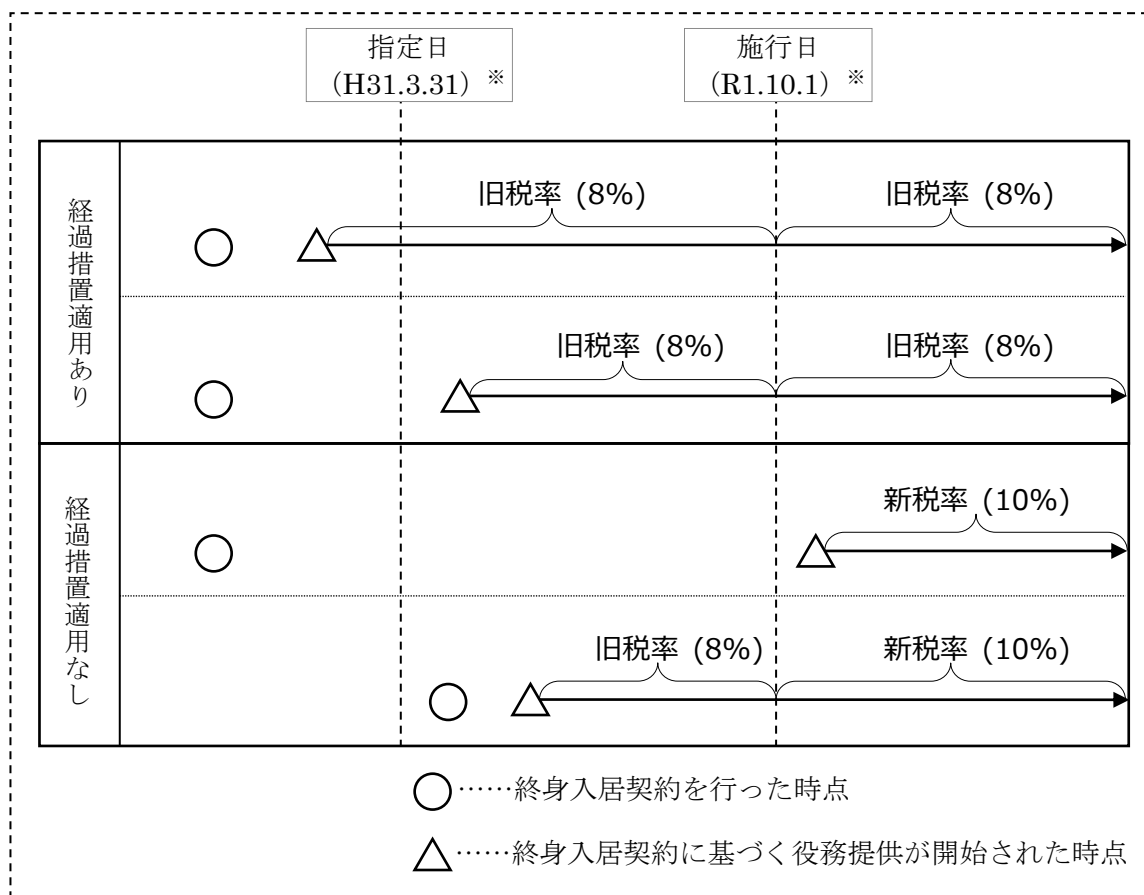 指定日
（H31.3.31）※
施行日
（R1.10.1）※
経過措置適用あり
旧税率 (8%)
旧税率 (8%)
旧税率 (8%)
旧税率 (8%)
経過措置適用なし
新税率 (10%)
旧税率 (8%)
新税率 (10%)
○……終身入居契約を行った時点
△……終身入居契約に基づく役務提供が開始された時点